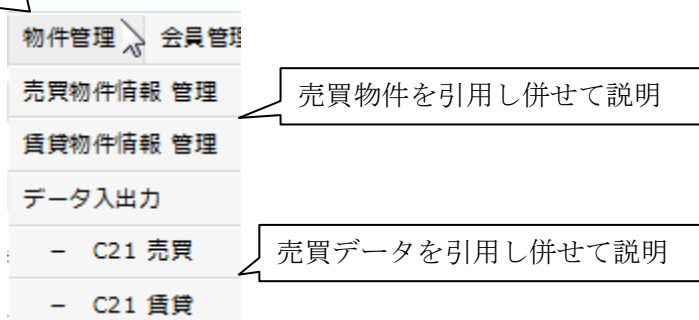 物件管理 会員管理
売買物件情報 管理
売買物件を引用し併せて説明
賃貸物件情報 管理
データ入出力
－ C21 売買
売買データを引用し併せて説明
－ C21 賃貸